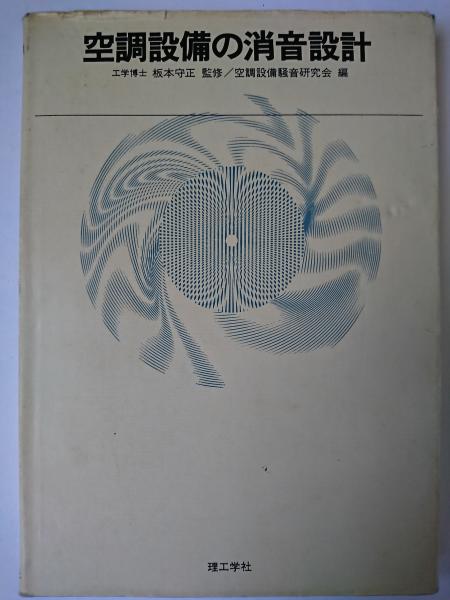 空調設備の消音設計
工学博士 板本守正 監修／空調設備騒音研究会 編
理工学社